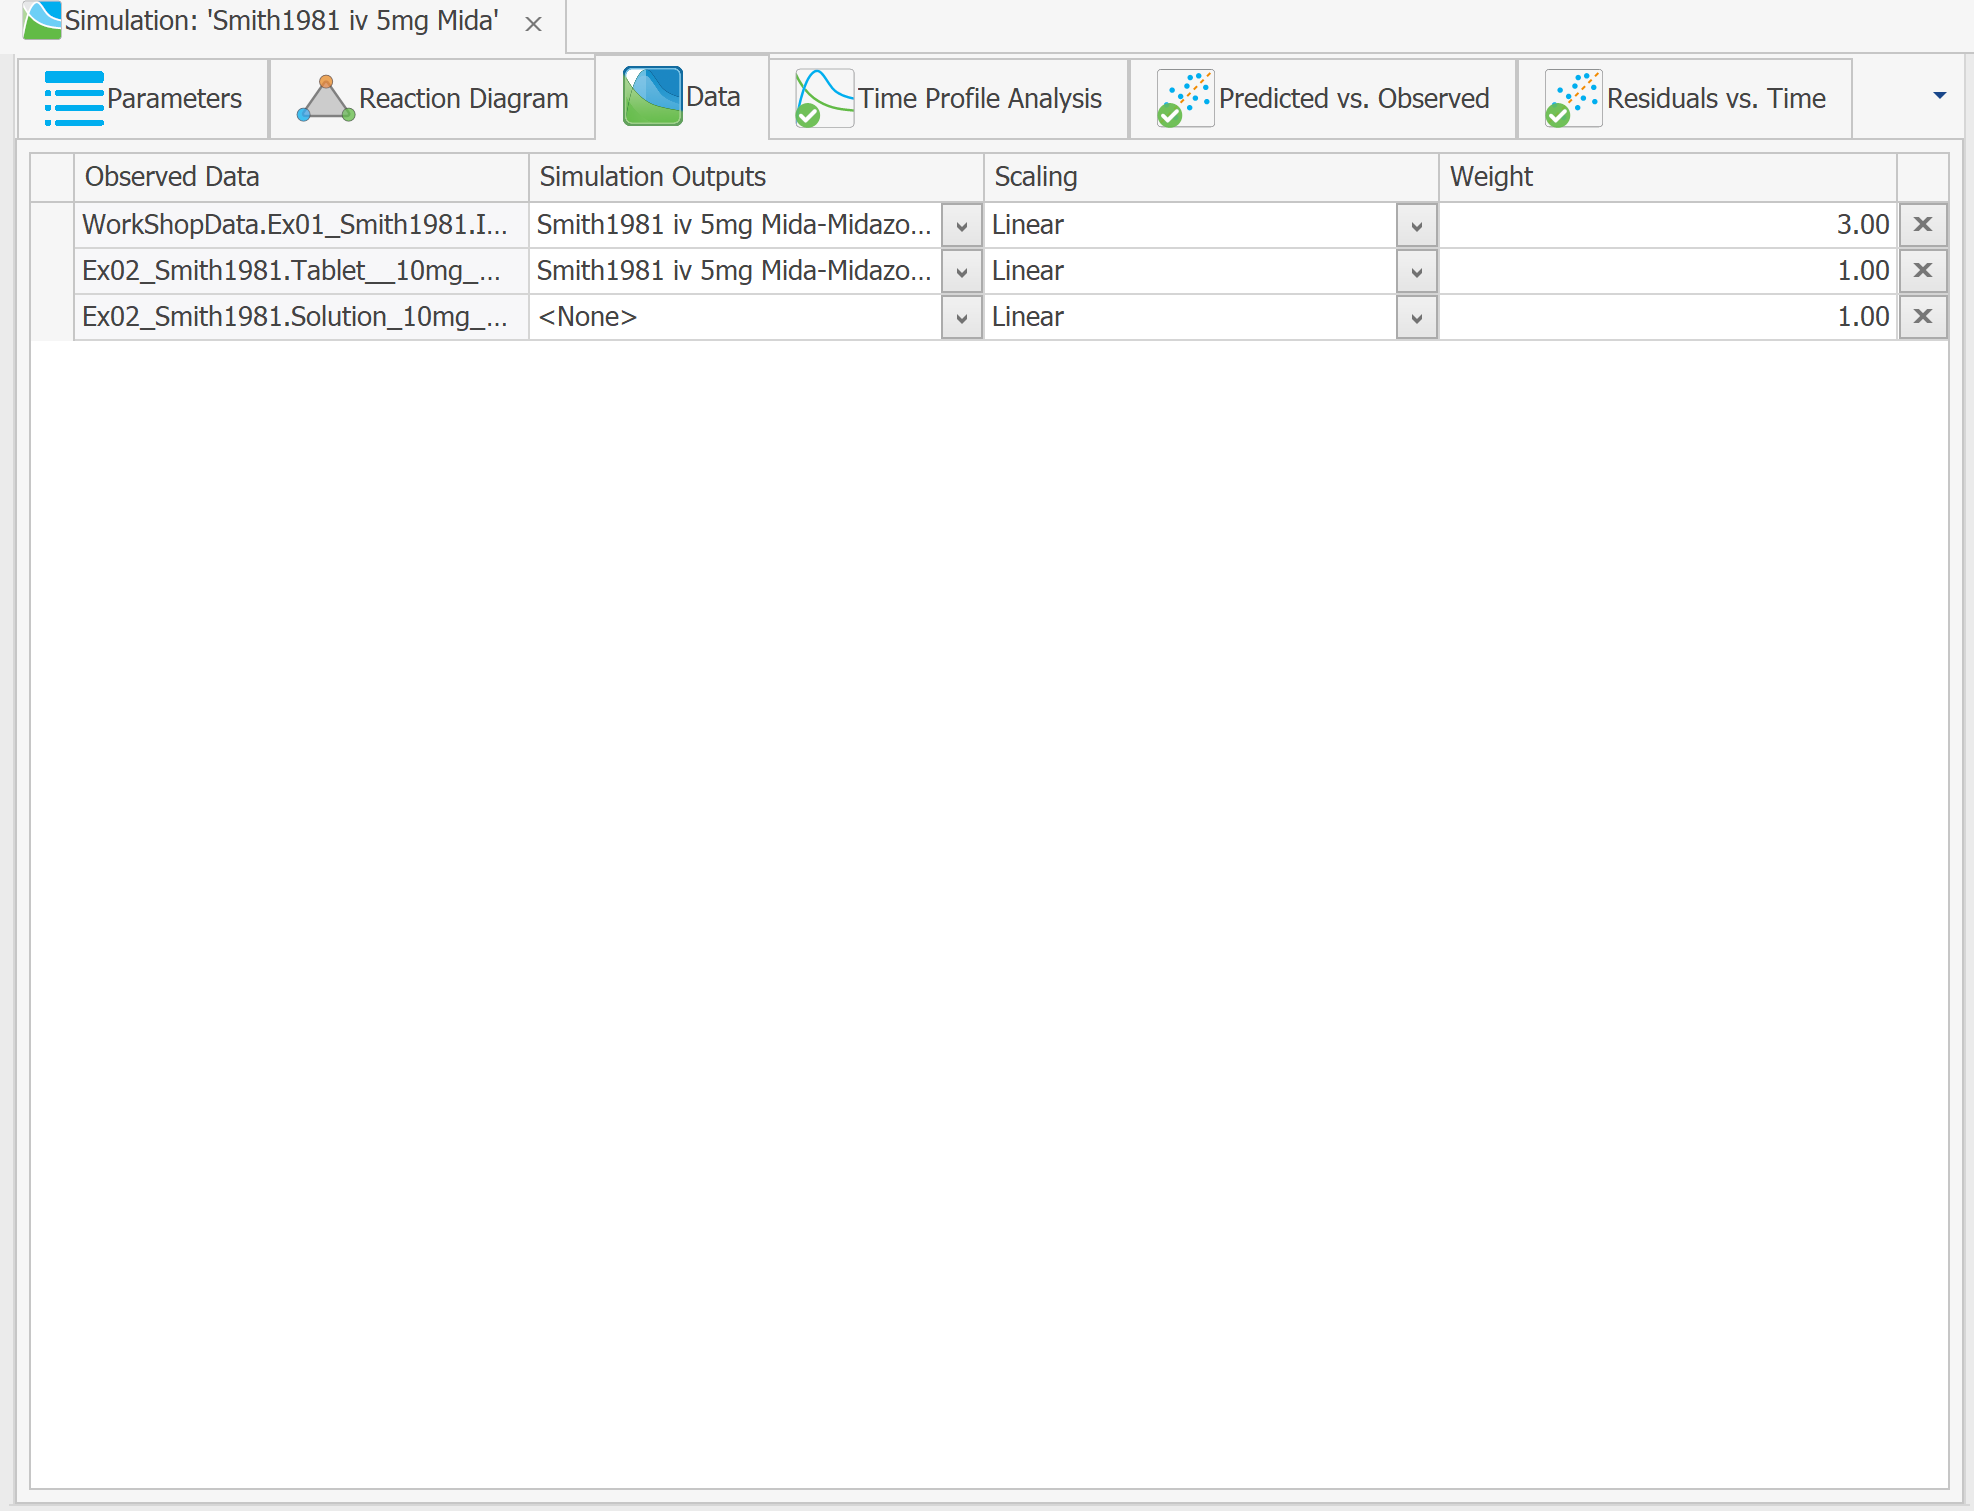 Simulation: 'Smith1981 iv 5mg Mida'
Parameters Reaction Diagram Data Time Profile Analysis Predicted vs. Observed Residuals vs. Time
Observed Data Simulation Outputs Scaling Weight
WorkShopData.Ex01_Smith1981.I... Smith1981 iv 5mg Mida-Midazo... Linear 3.00
Ex02_Smith1981.Tablet__10mg_... Smith1981 iv 5mg Mida-Midazo... Linear 1.00
Ex02_Smith1981.Solution_10mg_... <None> Linear 1.00